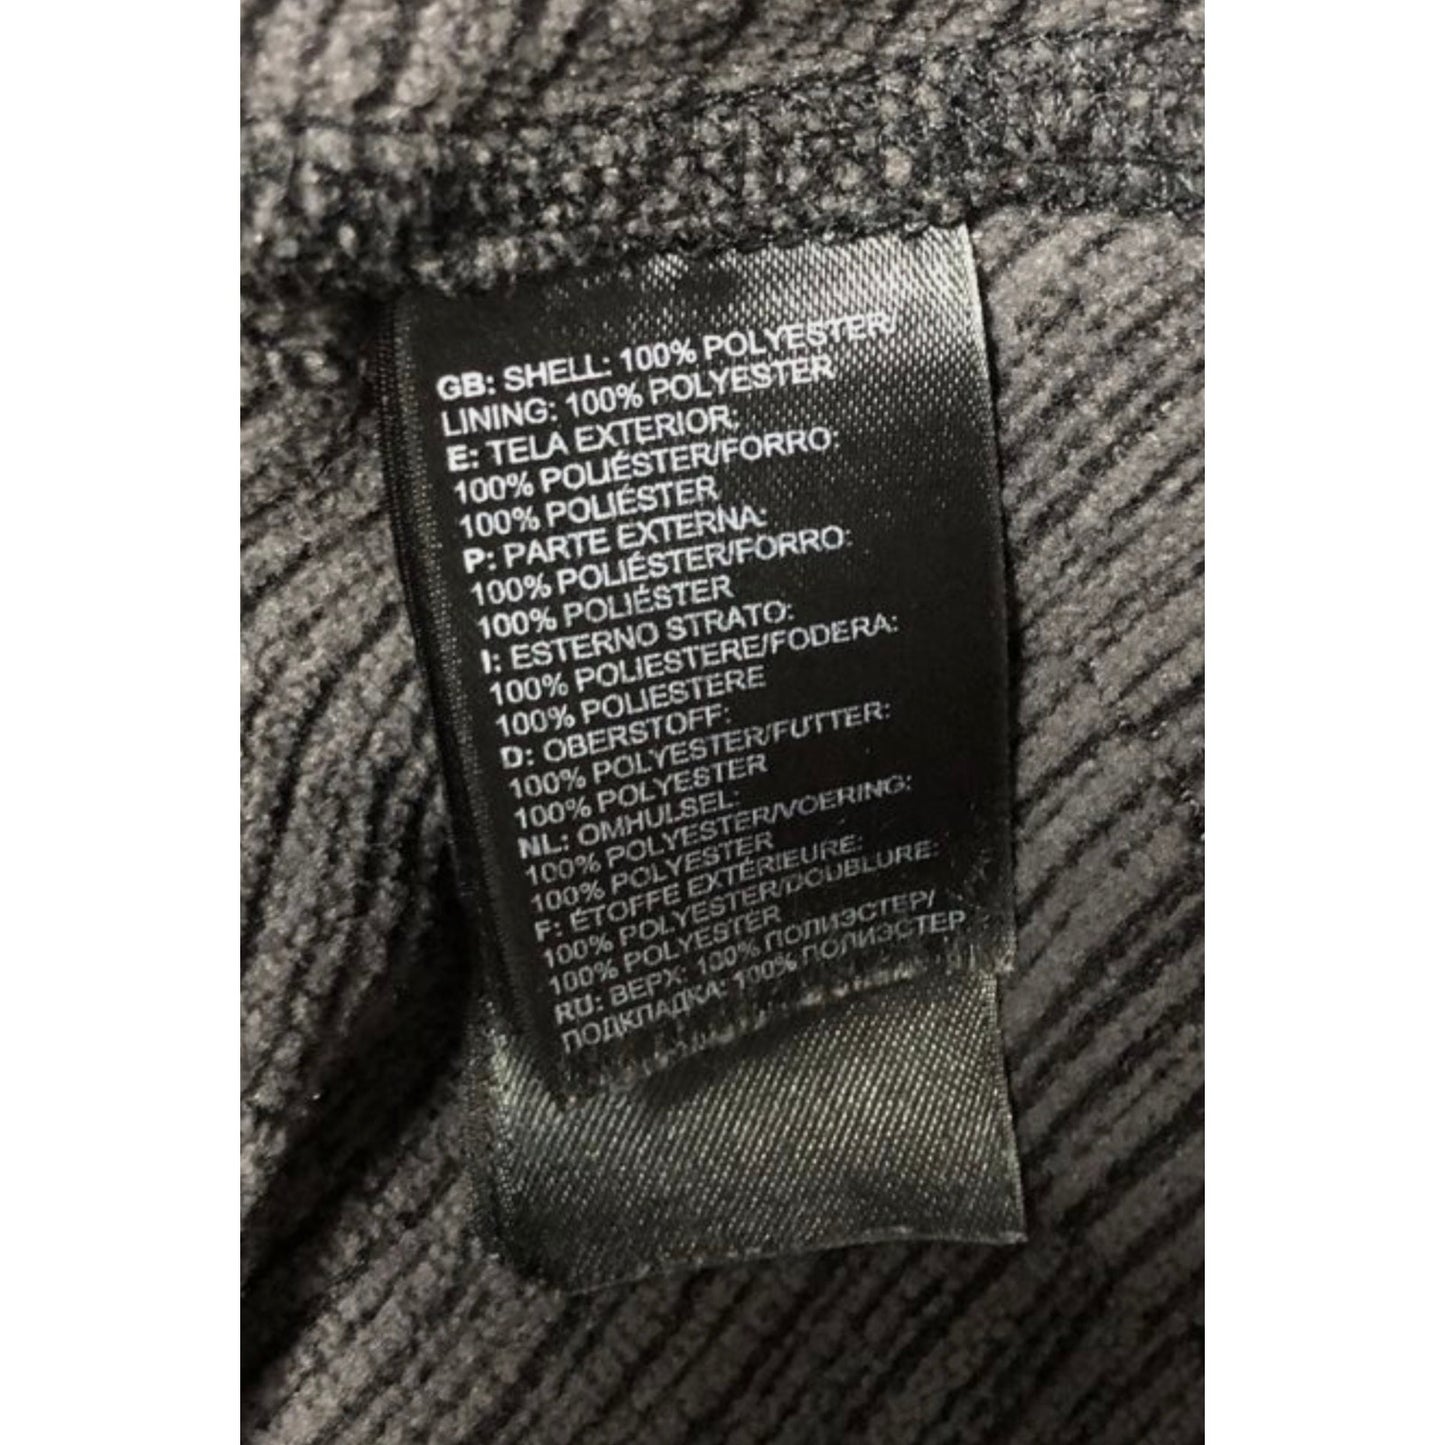 GB: SHELL: 100% POLYESTER/
LINING: 100% POLYESTER
E: TELA EXTERIOR:
100% POLIÉSTER/FORRO:
100% POLIÉSTER
P: PARTE EXTERNA:
100% POLIÉSTER/FORRO:
100% POLIÉSTER
I: ESTERNO STRATO:
100% POLIESTERE/FODERA:
100% POLIESTERE
D: OBERSTOFF:
100% POLYESTER/FUTTER:
100% POLYESTER
NL: OMHULSEL:
100% POLYESTER/VOERING:
100% POLYESTER
F: ÉTOFFE EXTÉRIEURE:
100% POLYESTER/DOUBLURE:
100% POLYESTER
RU: ВЕРХ: 100% ПОЛИЭСТЕР/
ПОДКЛАДКА: 100% ПОЛИЭСТЕР